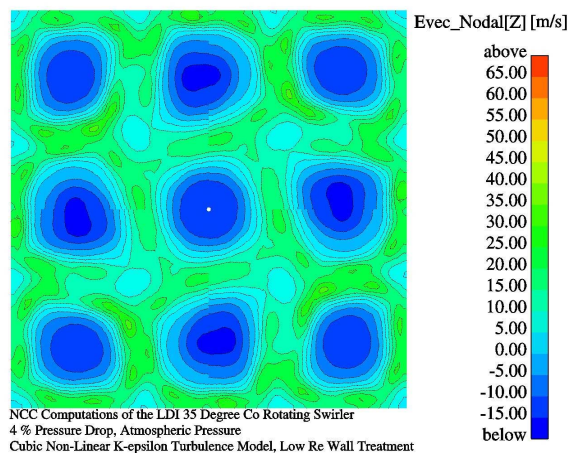 Evec_Nodal[Z] [m/s]
above
65.00
60.00
55.00
50.00
45.00
40.00
35.00
30.00
25.00
20.00
15.00
10.00
5.00
0.00
-5.00
-10.00
-15.00
below
NCC Computations of the LDI 35 Degree Co Rotating Swirler
4 % Pressure Drop, Atmospheric Pressure
Cubic Non-Linear K-epsilon Turbulence Model, Low Re Wall Treatment